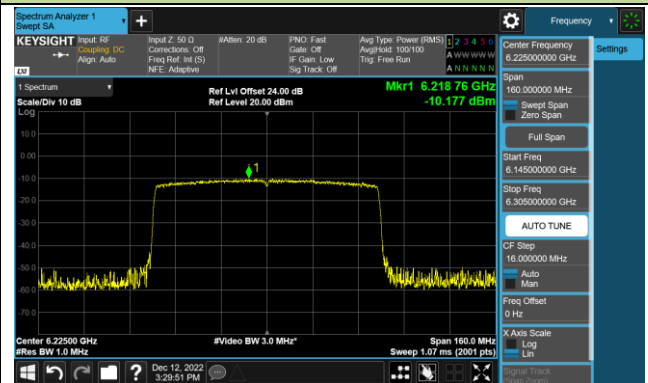 Spectrum Analyzer 1
Swept SA
+
Frequency
KEYSIGHT
Input: RF
Coupling: DC
Align: Auto
Input Z: 50 Ω
Corrections: Off
Freq Ref: Int (S)
NFE: Adaptive
#Atten: 20 dB
PNO: Fast
Gate: Off
IF Gain: Low
Sig Track: Off
Avg Type: Power (RMS)
Avg|Hold: 100/100
Trig: Free Run
1 2 3 4 5 6
A W W W W W
A N N N N N
LXI
1 Spectrum
Scale/Div 10 dB
Ref Lvl Offset 24.00 dB
Ref Level 20.00 dBm
Mkr1 6.218 76 GHz
-10.177 dBm
Log
10.0
0.00
-10.0
-20.0
-30.0
-40.0
-50.0
-60.0
-70.0
1
Center 6.22500 GHz
#Res BW 1.0 MHz
#Video BW 3.0 MHz*
Span 160.0 MHz
Sweep 1.07 ms (2001 pts)
Dec 12, 2022
3:29:51 PM
?
Center Frequency
6.225000000 GHz
Settings
Span
160.000000 MHz
Swept Span
Zero Span
Full Span
Start Freq
6.145000000 GHz
Stop Freq
6.305000000 GHz
AUTO TUNE
CF Step
16.000000 MHz
Auto
Man
Freq Offset
0 Hz
X Axis Scale
Log
Lin
Signal Track
(Span Zoom)